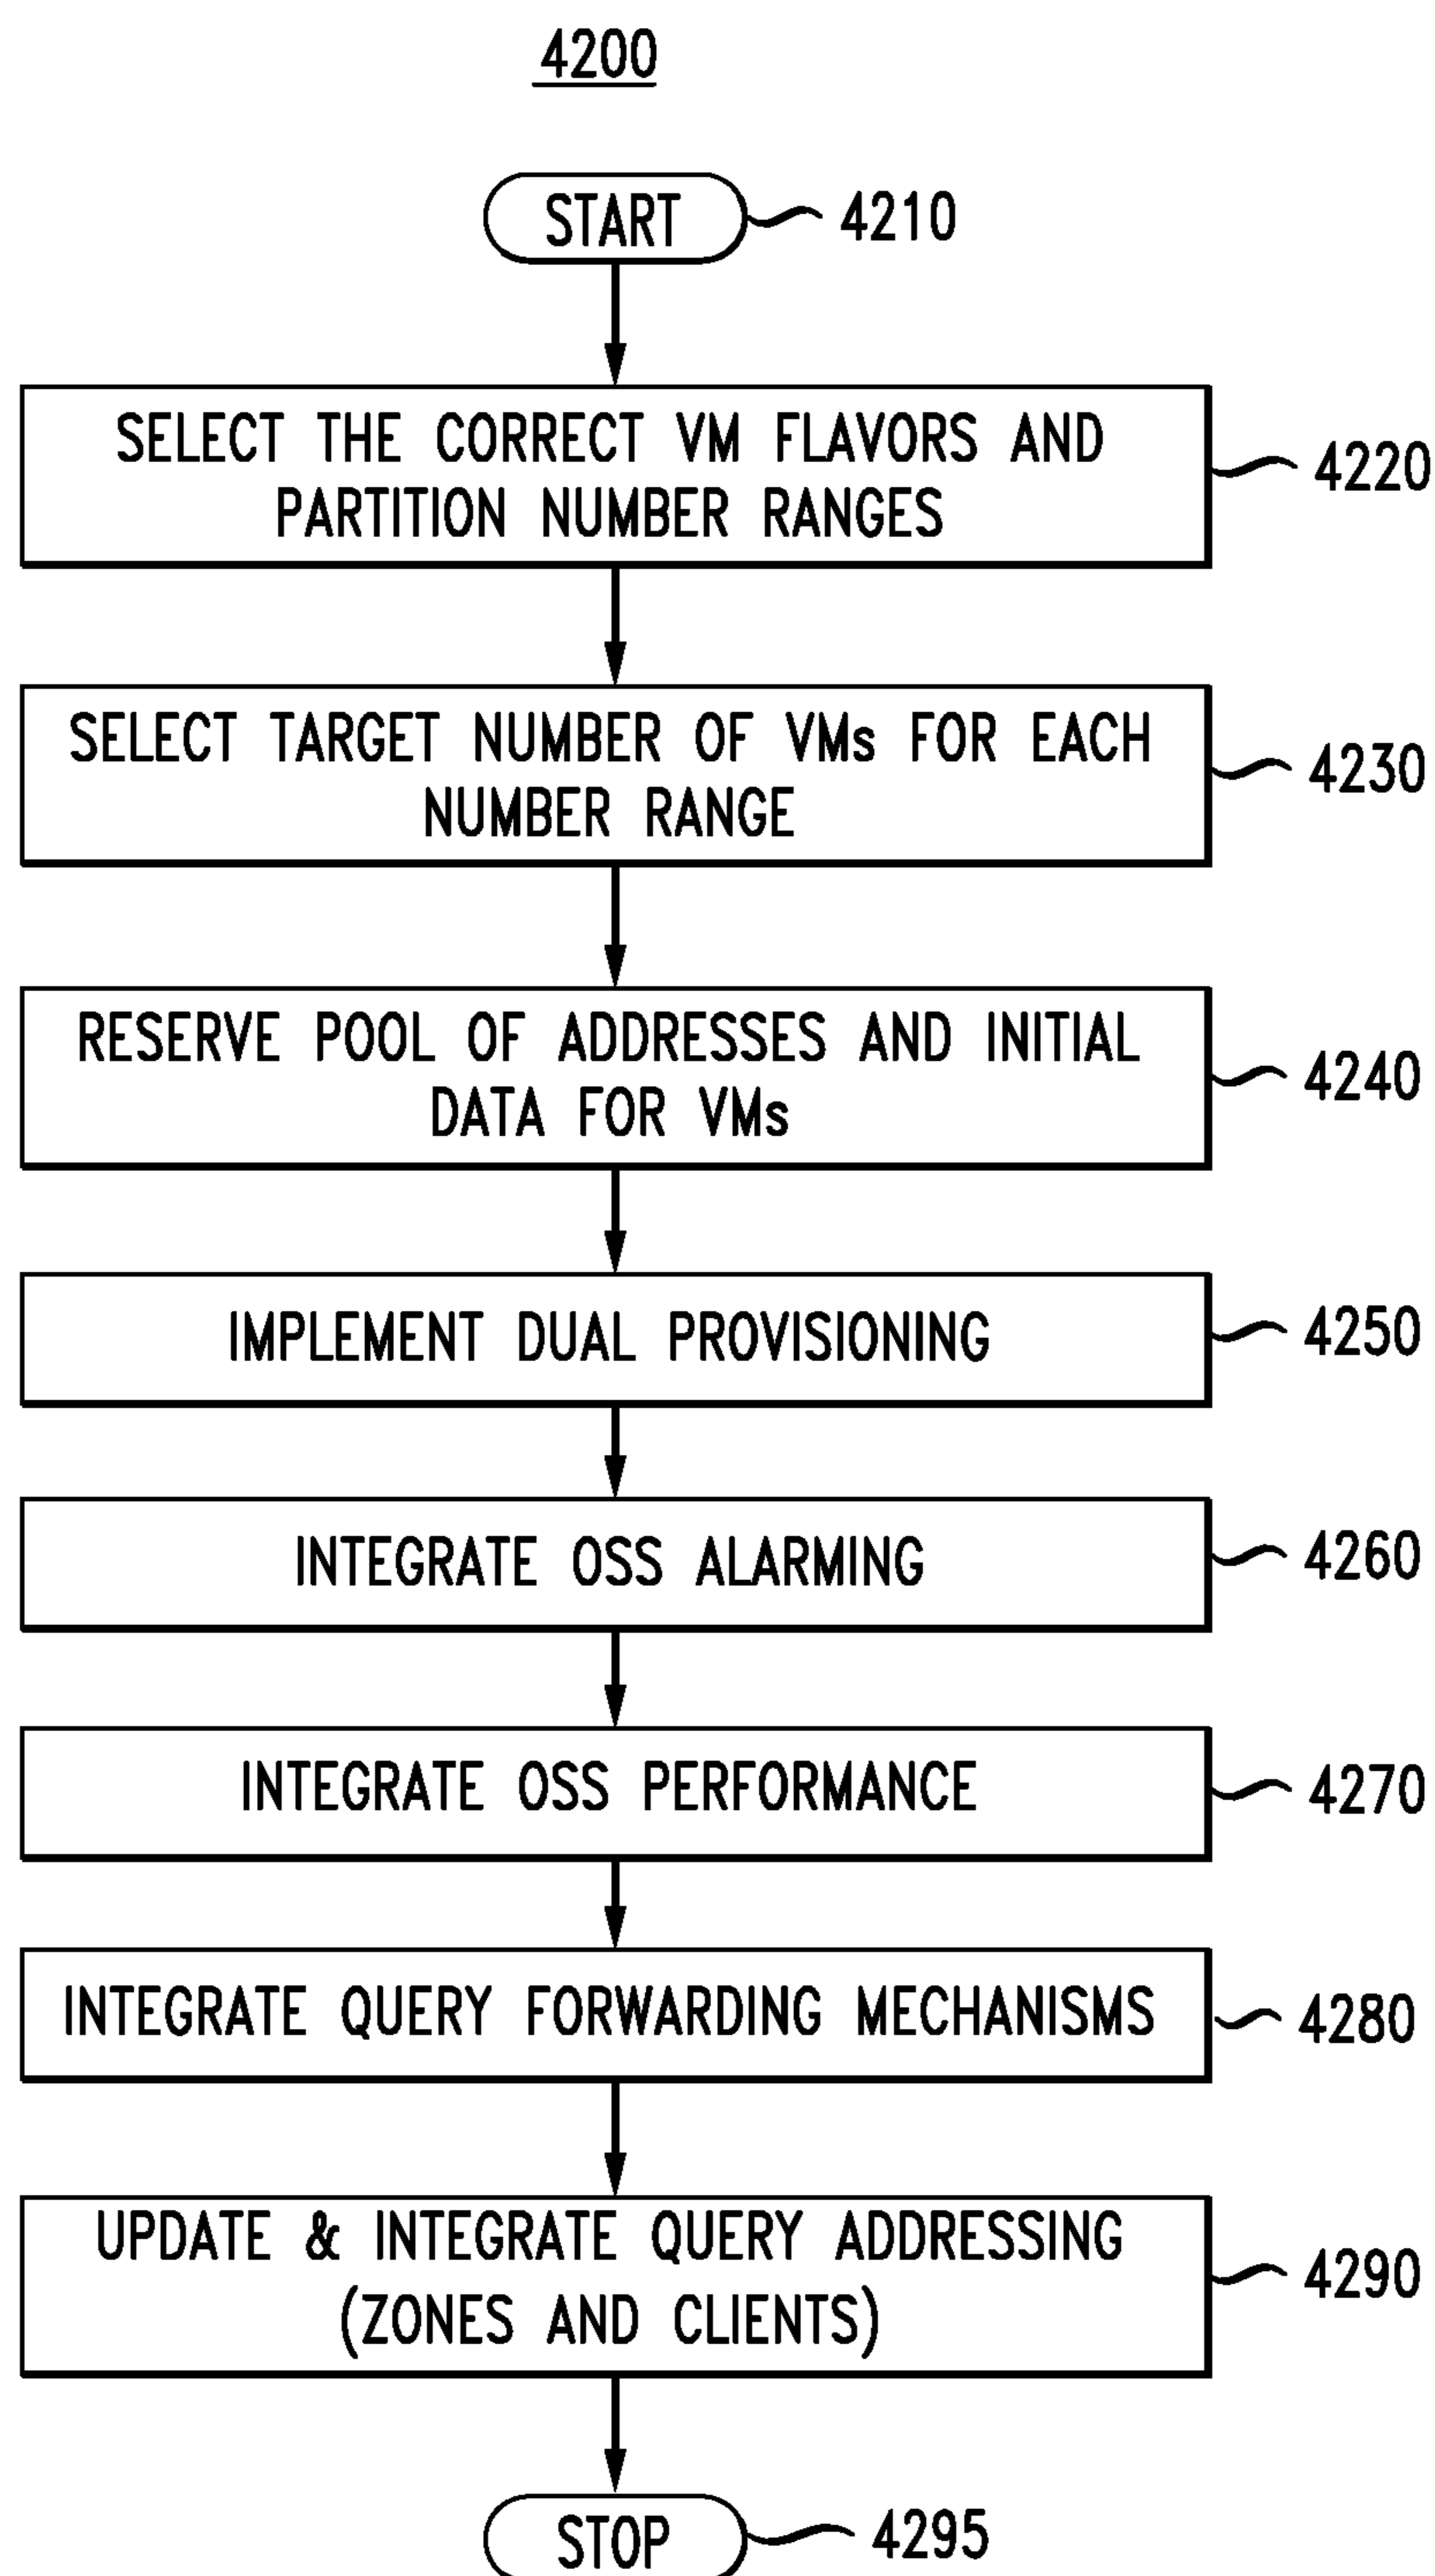 4200
START
4210
SELECT THE CORRECT VM FLAVORS AND
PARTITION NUMBER RANGES
4220
SELECT TARGET NUMBER OF VMs FOR EACH
NUMBER RANGE
4230
RESERVE POOL OF ADDRESSES AND INITIAL
DATA FOR VMs
4240
IMPLEMENT DUAL PROVISIONING
4250
INTEGRATE OSS ALARMING
4260
INTEGRATE OSS PERFORMANCE
4270
INTEGRATE QUERY FORWARDING MECHANISMS
4280
UPDATE & INTEGRATE QUERY ADDRESSING
(ZONES AND CLIENTS)
4290
STOP
4295